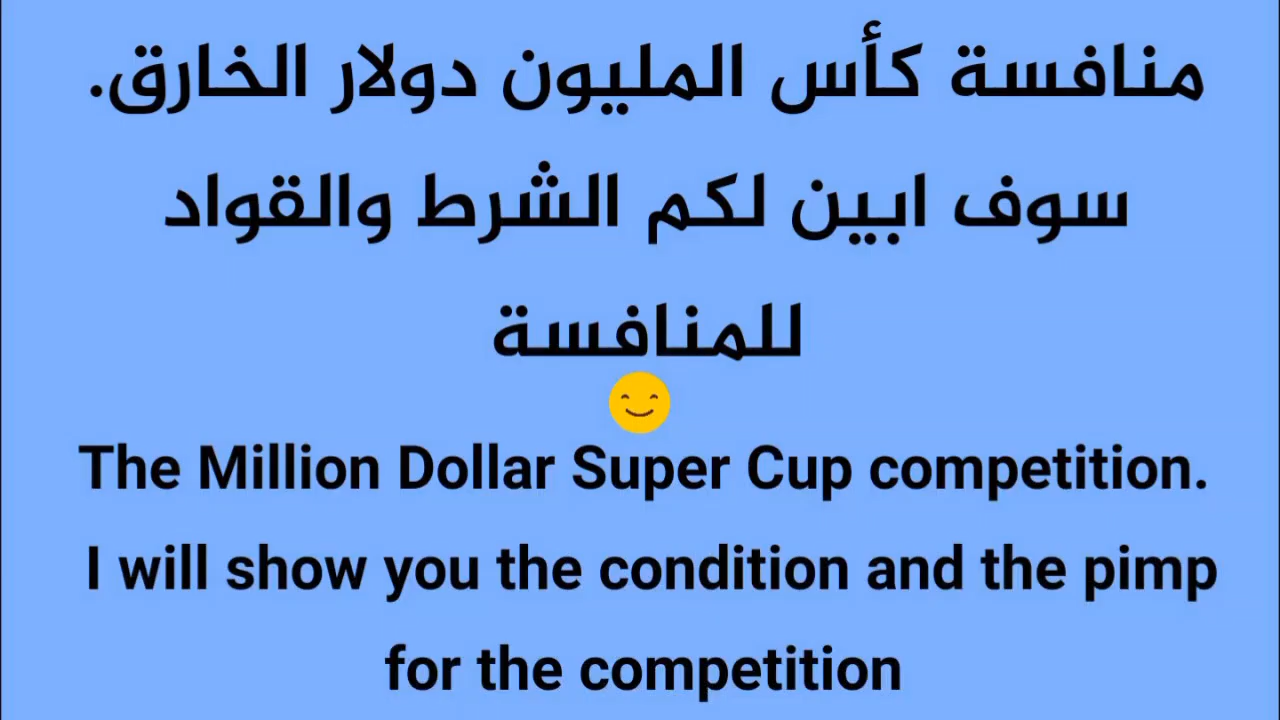 منافسة كأس المليون دولار الخارق.
سوف ابين لكم الشرط والقواد
للمنافسة
😊
The Million Dollar Super Cup competition.
I will show you the condition and the pimp
for the competition